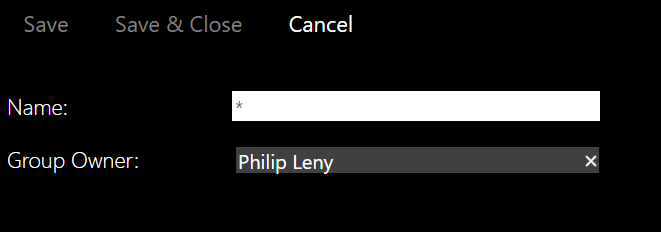 Save Save & Close Cancel
Name: *
Group Owner: Philip Leny ×